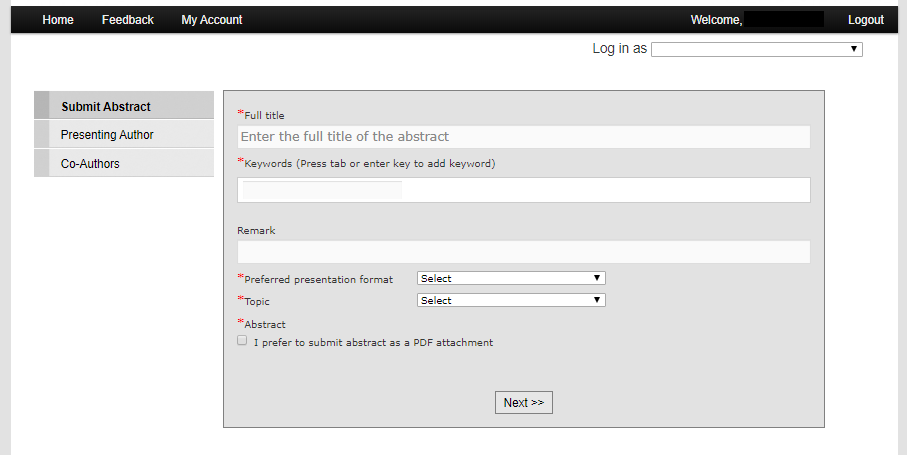 Home Feedback My Account Welcome, Logout
Log in as
Submit Abstract
Presenting Author
Co-Authors
*Full title
Enter the full title of the abstract
*Keywords (Press tab or enter key to add keyword)
Remark
*Preferred presentation format Select
*Topic Select
*Abstract
I prefer to submit abstract as a PDF attachment
Next >>